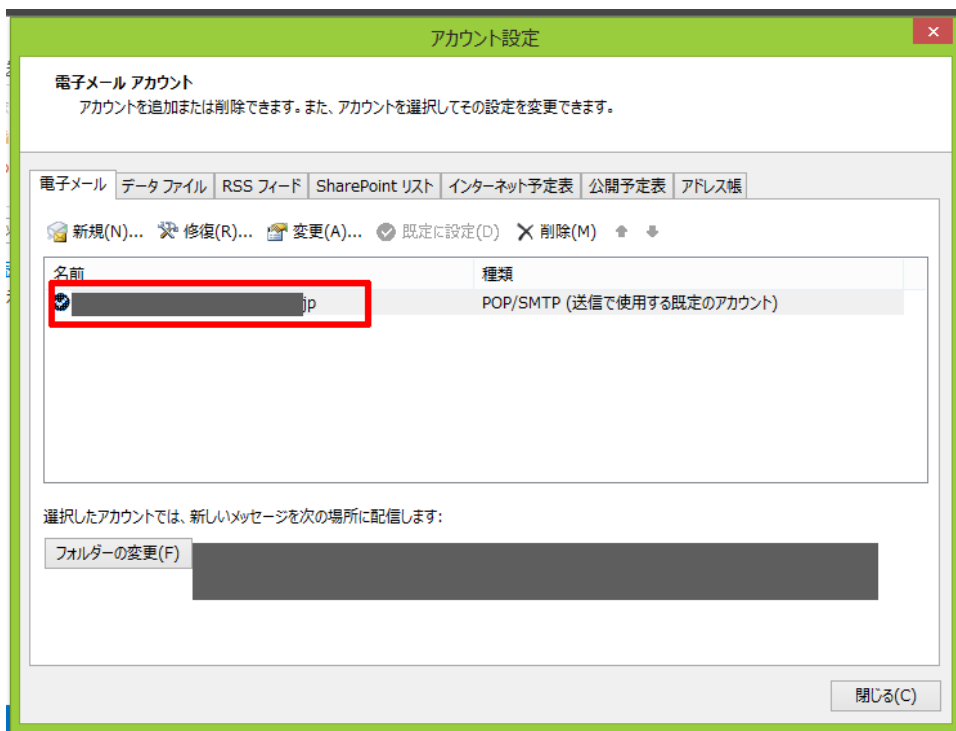 アカウント設定
電子メール アカウント
アカウントを追加または削除できます。また、アカウントを選択してその設定を変更できます。
電子メール データ ファイル RSS フィード SharePoint リスト インターネット予定表 公開予定表 アドレス帳
新規(N)... 修復(R)... 変更(A)... 既定に設定(D) 削除(M)
名前 種類
jp POP/SMTP (送信で使用する既定のアカウント)
選択したアカウントでは、新しいメッセージを次の場所に配信します:
フォルダーの変更(F)
閉じる(C)